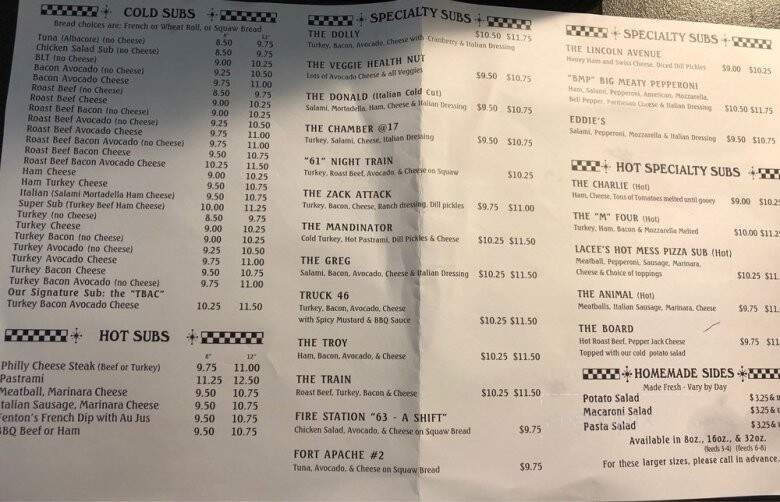 COLD SUBS
Bread choices are: French or Wheat Roll, or Squaw Bread
Tuna (Albacore) (no Cheese) 8.50 9.75
Chicken Salad Sub (no Cheese) 8.50 9.75
BLT (no Cheese) 9.00 10.25
Bacon Avocado (no Cheese) 9.25 10.50
Bacon Avocado Cheese 9.75 11.00
Roast Beef (no Cheese) 8.50 9.75
Roast Beef Cheese 9.00 10.25
Roast Beef Bacon (no Cheese) 9.00 10.25
Roast Beef Avocado (no Cheese) 9.25 10.50
Roast Beef Avocado Cheese 9.75 11.00
Roast Beef Bacon Avocado (no Cheese) 9.75 11.00
Roast Beef Bacon Cheese 9.50 10.75
Roast Beef Bacon Avocado Cheese 10.25 11.50
Ham Cheese 9.00 10.25
Ham Turkey Cheese 9.50 10.75
Italian (Salami Mortadella Ham Cheese) 9.50 10.75
Super Sub (Turkey Beef Ham Cheese) 10.00 11.25
Turkey (no Cheese) 8.50 9.75
Turkey Cheese 9.00 10.25
Turkey Bacon (no Cheese) 9.00 10.25
Turkey Avocado (no Cheese) 9.25 10.50
Turkey Avocado Cheese 9.75 11.00
Turkey Bacon Cheese 9.50 10.75
Our Signature Sub: the "TBAC" 9.75 11.00
Turkey Bacon Avocado Cheese 10.25 11.50
HOT SUBS
6" 12"
Philly Cheese Steak (Beef or Turkey) 9.75 11.00
Pastrami 11.25 12.50
Meatball, Marinara Cheese 9.50 10.75
Italian Sausage, Marinara Cheese 9.50 10.75
Fenton's French Dip with Au Jus 9.50 10.75
BBQ Beef or Ham 9.50 10.75
SPECIALTY SUBS
THE DOLLY $10.50 $11.75
Turkey, Bacon, Avocado, Cheese with Cranberry & Italian Dressing
THE VEGGIE HEALTH NUT
Lots of Avocado Cheese & all Veggies $9.50 $10.75
THE DONALD (Italian Cold Cut)
Salami, Mortadella, Ham, Cheese & Italian Dressing $9.50 $10.75
THE CHAMBER @17
Turkey, Salami, Cheese, Italian Dressing $9.50 $10.75
"61" NIGHT TRAIN
Turkey, Roast Beef, Avocado, & Cheese on Squaw $10.25
THE ZACK ATTACK
Turkey, Bacon, Cheese, Ranch dressing, Dill pickles $9.75 $11.00
THE MANDINATOR
Cold Turkey, Hot Pastrami, Dill Pickles & Cheese $10.25 $11.50
THE GREG
Salami, Bacon, Avocado, Cheese & Italian Dressing $10.25 $11.50
TRUCK 46
Turkey, Bacon, Avocado, Cheese
with Spicy Mustard & BBQ Sauce $10.25 $11.50
THE TROY
Ham, Bacon, Avocado, & Cheese $10.25 $11.50
THE TRAIN
Roast Beef, Turkey, Bacon & Cheese $10.25 $11.50
FIRE STATION "63 - A SHIFT"
Chicken Salad, Avocado, & Cheese on Squaw Bread $9.75
FORT APACHE #2
Tuna, Avocado, & Cheese on Squaw Bread $9.75
SPECIALTY SUBS
THE LINCOLN AVENUE
Honey Ham and Swiss Cheese, Diced Dill Pickles $9.00 $10.25
"BMP" BIG MEATY PEPPERONI
Ham, Salami, Pepperoni, American, Mozzarella,
Bell Pepper, Parmesan Cheese & Italian Dressing $10.50 $11.75
EDDIE'S
Salami, Pepperoni, Mozzarella & Italian Dressing $9.50 $10.75
HOT SPECIALTY SUBS
THE CHARLIE (Hot)
Ham, Cheese, Tons of Tomatoes melted until gooey $9.00 $10.2
THE "M" FOUR (Hot)
Turkey, Ham, Bacon & Mozzarella Melted $10.00 $11.2
LACEE'S HOT MESS PIZZA SUB (Hot)
Meatball, Pepperoni, Sausage, Marinara,
Cheese & Choice of toppings $10.25 $11.
THE ANIMAL (Hot)
Meatballs, Italian Sausage, Marinara, Cheese $9.75 $11.
THE BOARD
Hot Roast Beef, Pepper Jack Cheese $9.75 $11
Topped with our cold potato salad
HOMEMADE SIDES
Made Fresh - Vary by Day
Potato Salad $3.25 & u
Macaroni Salad $3.25 & u
Pasta Salad $3.25 & u
Available in 8oz., 16oz., & 32oz.
(feeds 3-4) (feeds 6-8)
For these larger sizes, please call in advance.